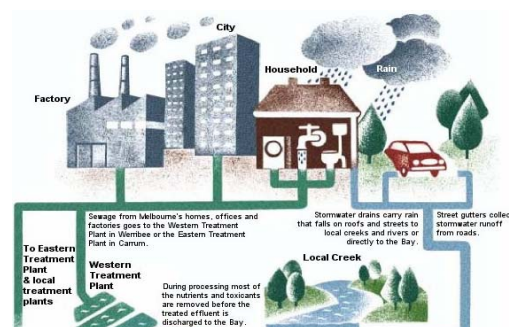 City
Household
Rain
Factory
Sewage from Melbourne's homes, offices and
factories goes to the Western Treatment
Plant in Werribee or the Eastern Treatment
Plant in Carrum.
Stormwater drains carry rain
that falls on roofs and streets to
local creeks and rivers or
directly to the Bay.
Street gutters collec
stormwater runoff
from roads.
To Eastern
Treatment
Plant
& local
treatment
plants
Western
Treatment
Plant
During processing most of
the nutrients and toxicants
are removed before the
treated effluent is
discharged to the Bay.
Local Creek